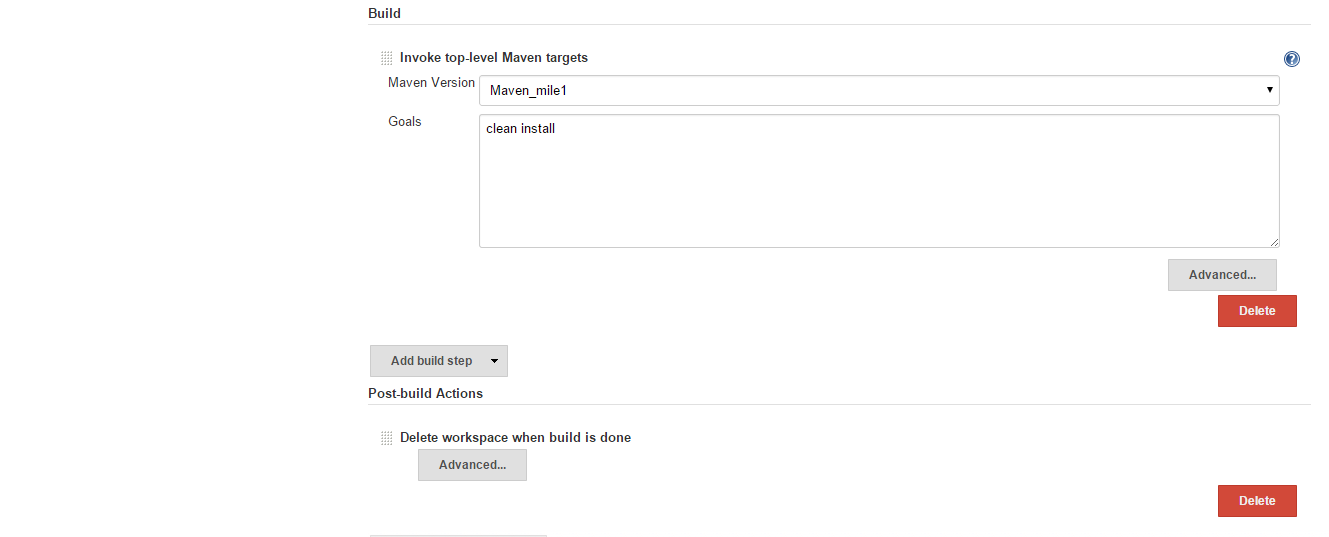 Build
Invoke top-level Maven targets
?
Maven Version
Maven_mile1
Goals
clean install
Advanced...
Delete
Add build step
Post-build Actions
Delete workspace when build is done
Advanced...
Delete